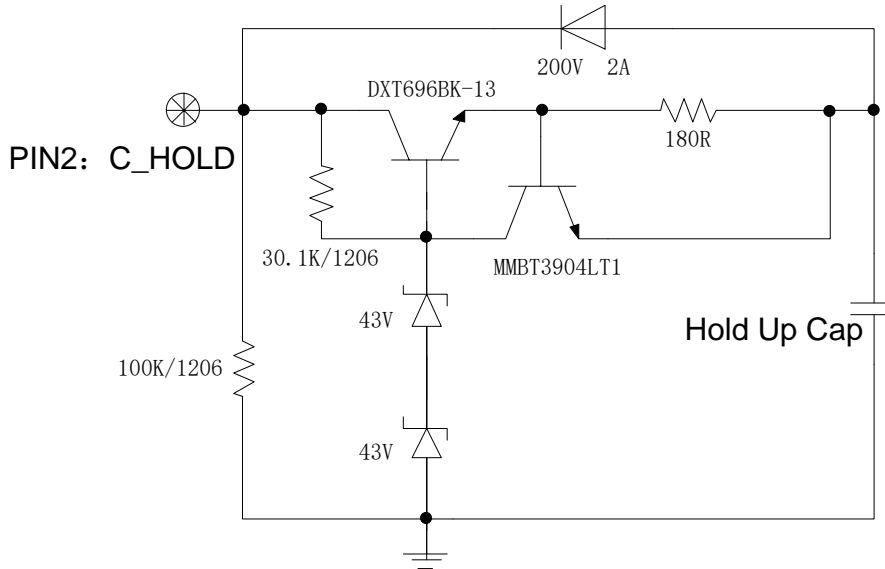 200V 2A
DXT696BK-13
PIN2：C_HOLD
180R
30.1K/1206
MMBT3904LT1
43V
Hold Up Cap
100K/1206
43V